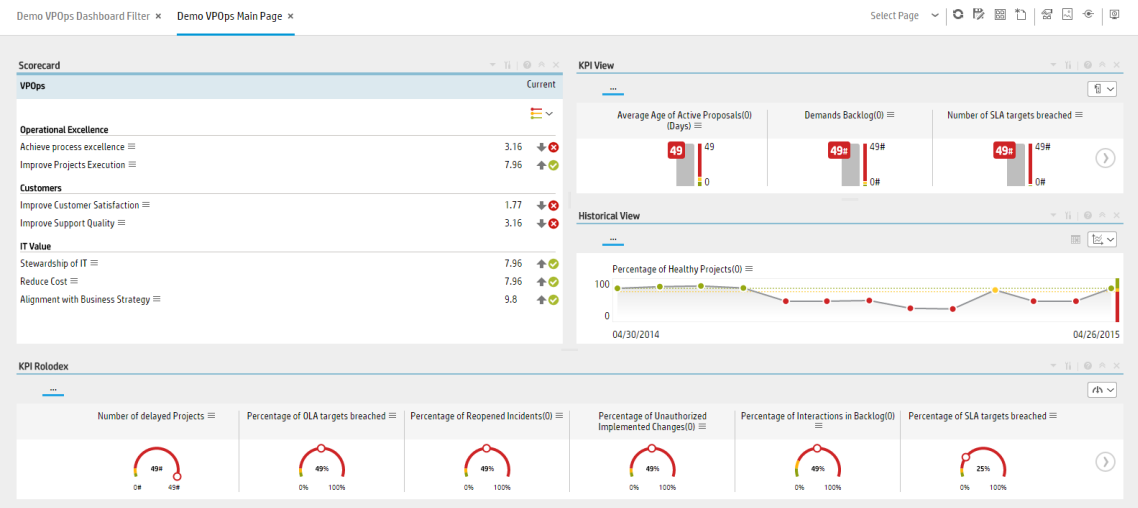 Demo VPOps Dashboard Filter × Demo VPOps Main Page × Select Page
Scorecard
VPOps Current
Operational Excellence
Achieve process excellence 3.16
Improve Projects Execution 7.96
Customers
Improve Customer Satisfaction 1.77
Improve Support Quality 3.16
IT Value
Stewardship of IT 7.96
Reduce Cost 7.96
Alignment with Business Strategy 9.8
KPI View
...
Average Age of Active Proposals(0)
(Days)
49 49
0
Demands Backlog(0)
49# 49#
0#
Number of SLA targets breached
49# 49#
0#
Historical View
...
Percentage of Healthy Projects(0)
100
0
04/30/2014 04/26/2015
KPI Rolodex
...
Number of delayed Projects
49#
0# 49#
Percentage of OLA targets breached
49%
0% 100%
Percentage of Reopened Incidents(0)
49%
0% 100%
Percentage of Unauthorized
Implemented Changes(0)
49%
0% 100%
Percentage of Interactions in Backlog(0)
49%
0% 100%
Percentage of SLA targets breached
25%
0% 100%